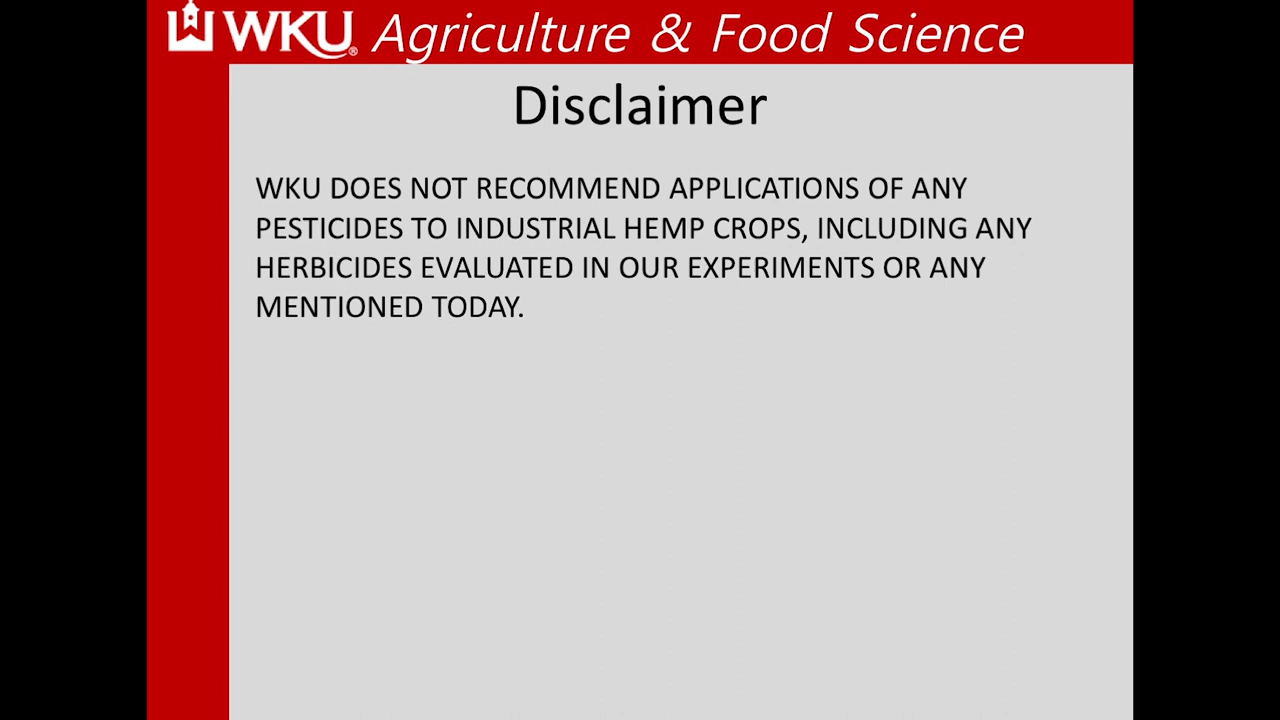 WKU® Agriculture & Food Science
Disclaimer
WKU DOES NOT RECOMMEND APPLICATIONS OF ANY
PESTICIDES TO INDUSTRIAL HEMP CROPS, INCLUDING ANY
HERBICIDES EVALUATED IN OUR EXPERIMENTS OR ANY
MENTIONED TODAY.